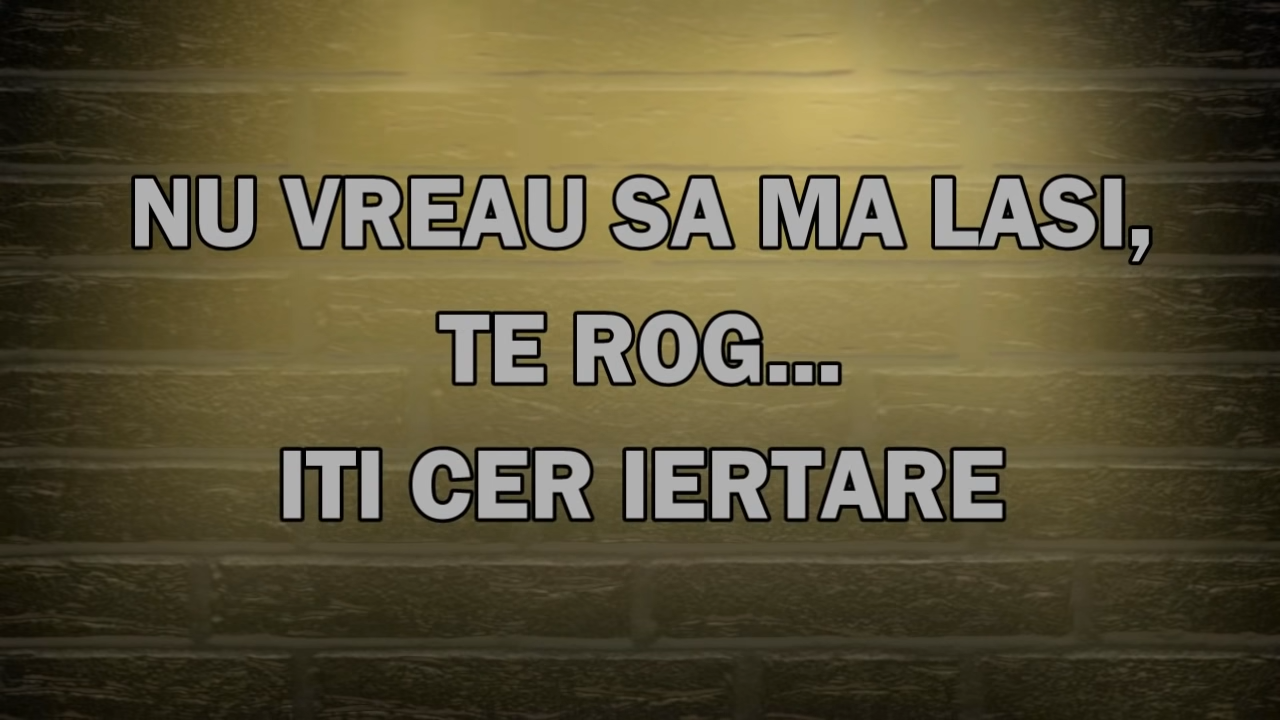 NU VREAU SA MA LASI,
TE ROG...
ITI CER IERTARE